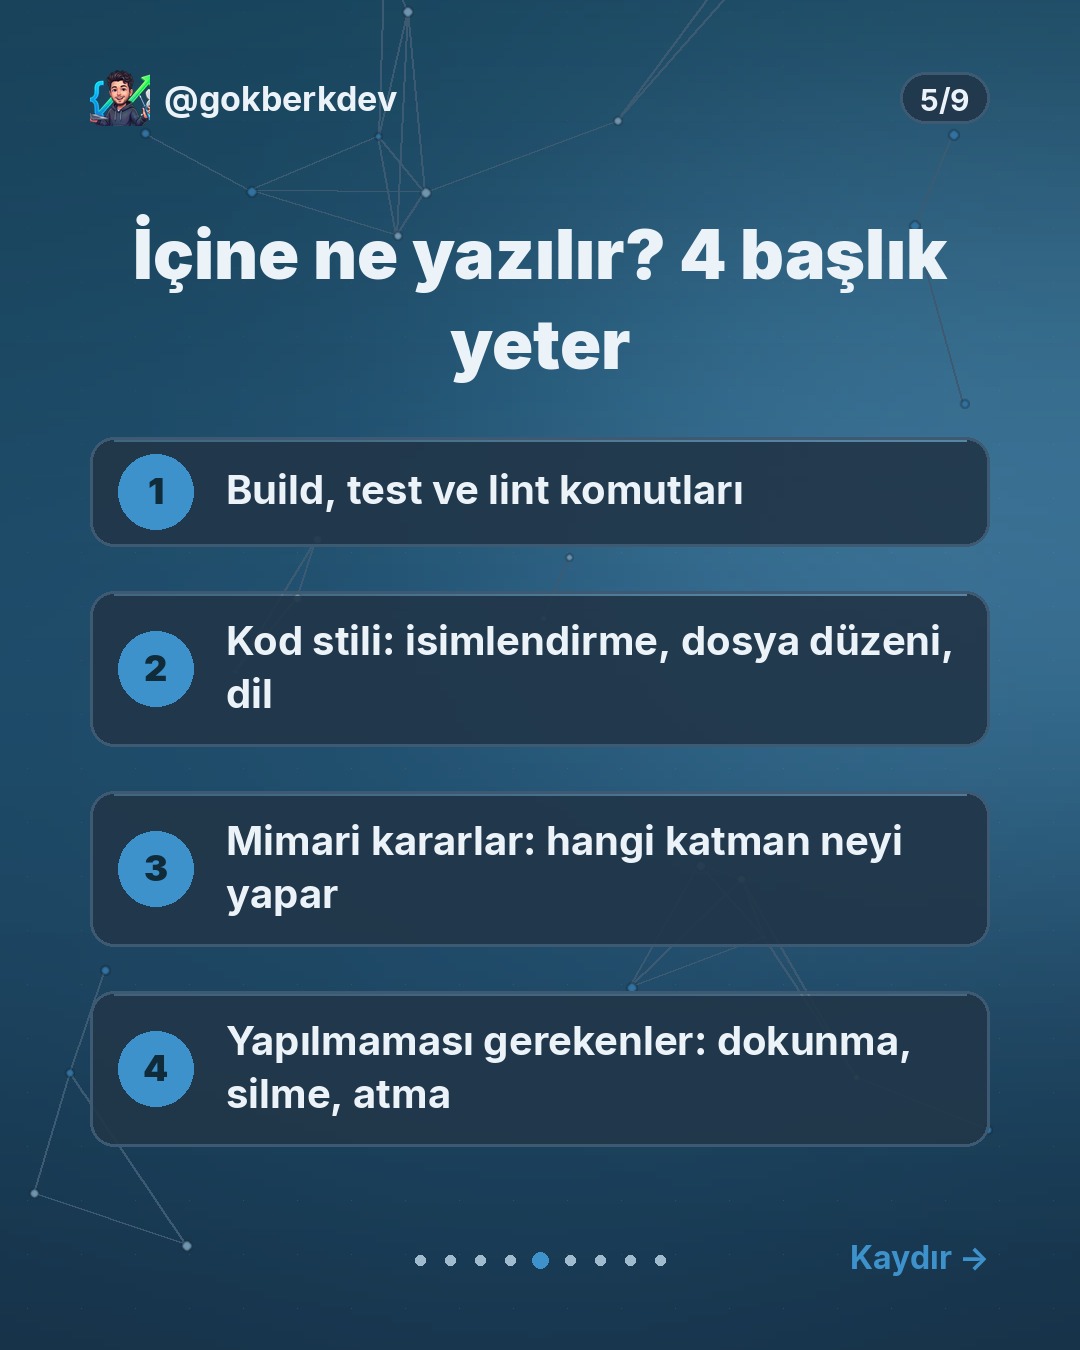 @gokberkdev
5/9
İçine ne yazılır? 4 başlık
yeter
1
Build, test ve lint komutları
2
Kod stili: isimlendirme, dosya düzeni,
dil
3
Mimari kararlar: hangi katman neyi
yapar
4
Yapılmaması gerekenler: dokunma,
silme, atma
Kaydır →